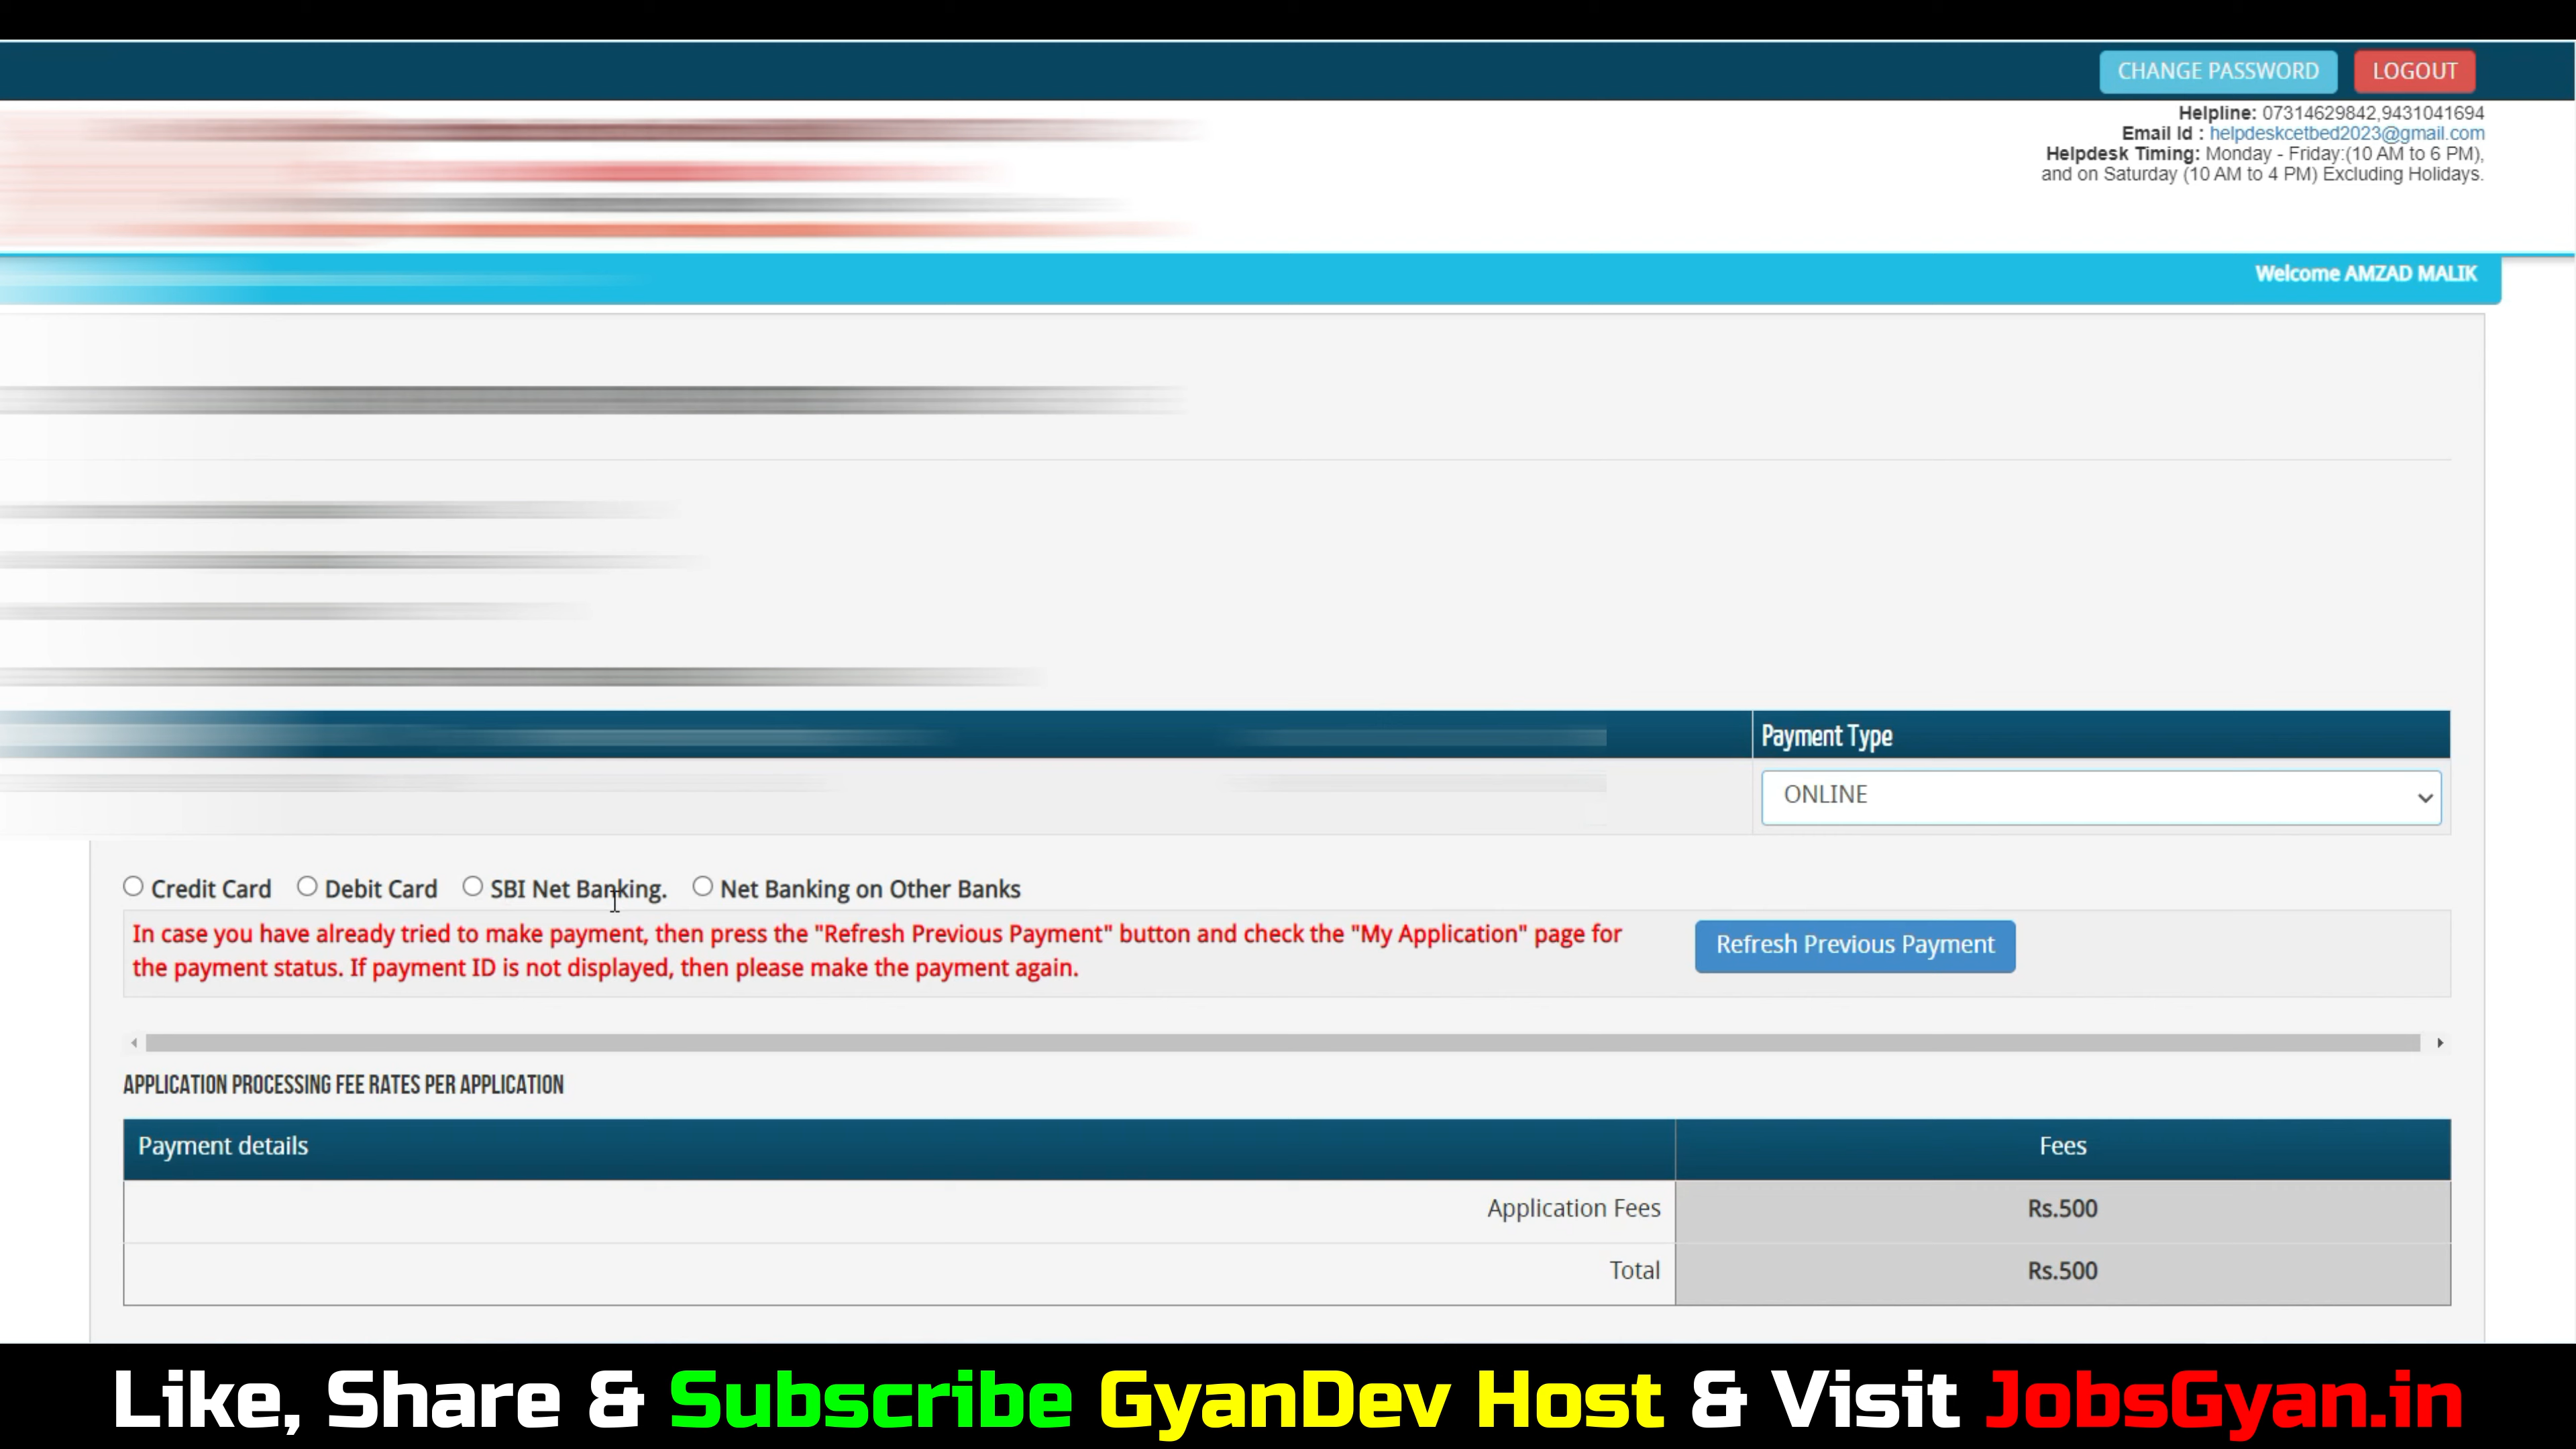 CHANGE PASSWORD LOGOUT
Helpline: 07314629842,9431041694
Email Id : helpdeskcetbed2023@gmail.com
Helpdesk Timing: Monday - Friday:(10 AM to 6 PM),
and on Saturday (10 AM to 4 PM) Excluding Holidays.
Welcome AMZAD MALIK
Payment Type
ONLINE
Credit Card Debit Card SBI Net Banking. Net Banking on Other Banks
In case you have already tried to make payment, then press the "Refresh Previous Payment" button and check the "My Application" page for
the payment status. If payment ID is not displayed, then please make the payment again.
Refresh Previous Payment
APPLICATION PROCESSING FEE RATES PER APPLICATION
Payment details Fees
Application Fees Rs.500
Total Rs.500
Like, Share & Subscribe GyanDev Host & Visit JobsGyan.in